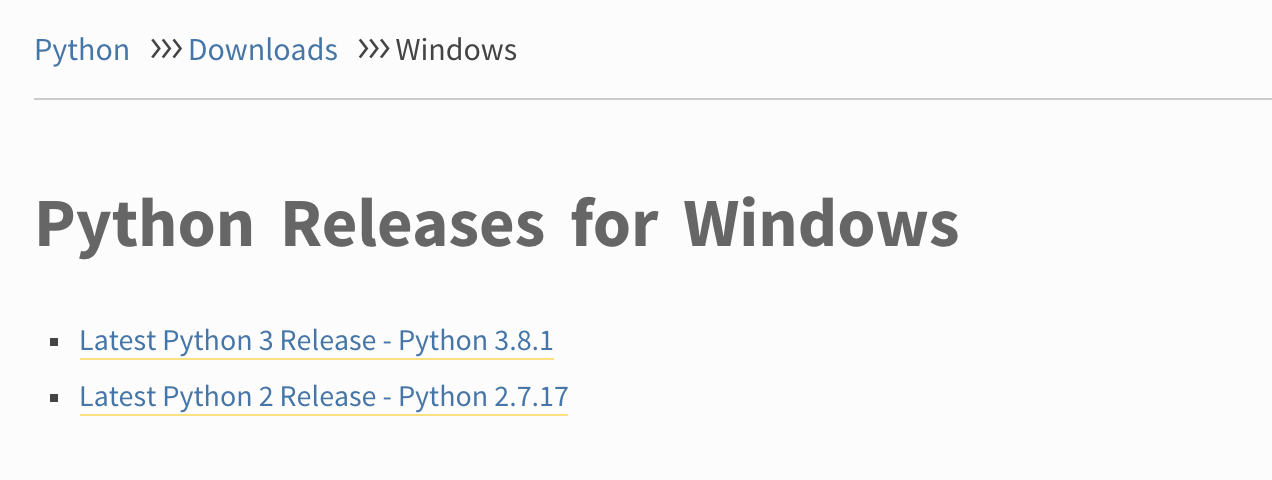 Python >>> Downloads >>> Windows
Python Releases for Windows
Latest Python 3 Release - Python 3.8.1
Latest Python 2 Release - Python 2.7.17